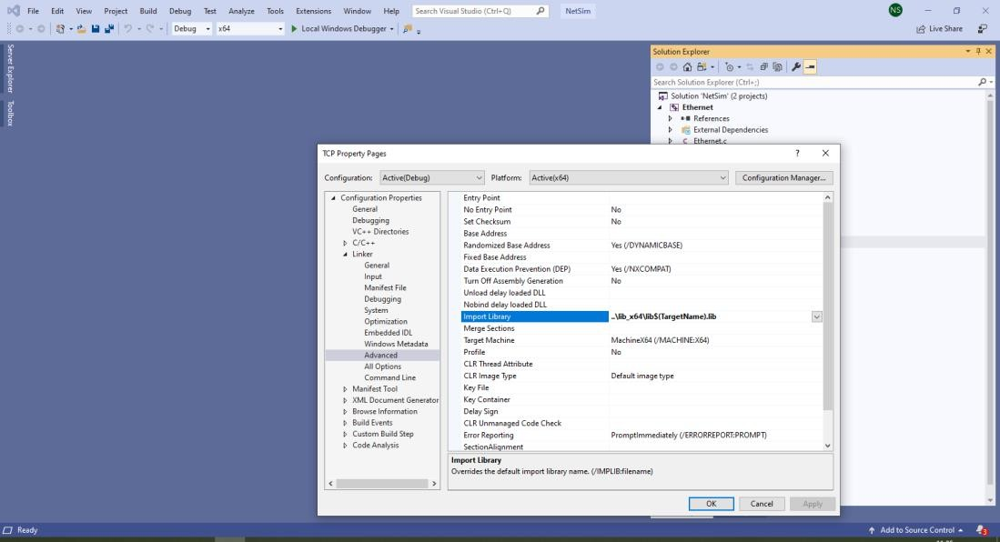 File Edit View Project Build Debug Test Analyze Tools Extensions Window Help Search Visual Studio (Ctrl+Q) NetSim NS
Debug x64 Local Windows Debugger Live Share
Server Explorer
Toolbox
Solution Explorer
Search Solution Explorer (Ctrl+;)
Solution 'NetSim' (2 projects)
Ethernet
References
External Dependencies
Ethernet.c
TCP Property Pages ?
Configuration: Active(Debug) Platform: Active(x64) Configuration Manager...
Configuration Properties
General
Debugging
VC++ Directories
C/C++
Linker
General
Input
Manifest File
Debugging
System
Optimization
Embedded IDL
Windows Metadata
Advanced
All Options
Command Line
Manifest Tool
XML Document Generator
Browse Information
Build Events
Custom Build Step
Code Analysis
Entry Point
No Entry Point No
Set Checksum No
Base Address
Randomized Base Address Yes (/DYNAMICBASE)
Fixed Base Address
Data Execution Prevention (DEP) Yes (/NXCOMPAT)
Turn Off Assembly Generation No
Unload delay loaded DLL
Nobind delay loaded DLL
Import Library ..\lib_x64\lib$(TargetName).lib
Merge Sections
Target Machine MachineX64 (/MACHINE:X64)
Profile No
CLR Thread Attribute
CLR Image Type Default image type
Key File
Key Container
Delay Sign
CLR Unmanaged Code Check
Error Reporting PromptImmediately (/ERRORREPORT:PROMPT)
SectionAlignment
Import Library
Overrides the default import library name. (/IMPLIB:filename)
OK Cancel Apply
Ready Add to Source Control 3